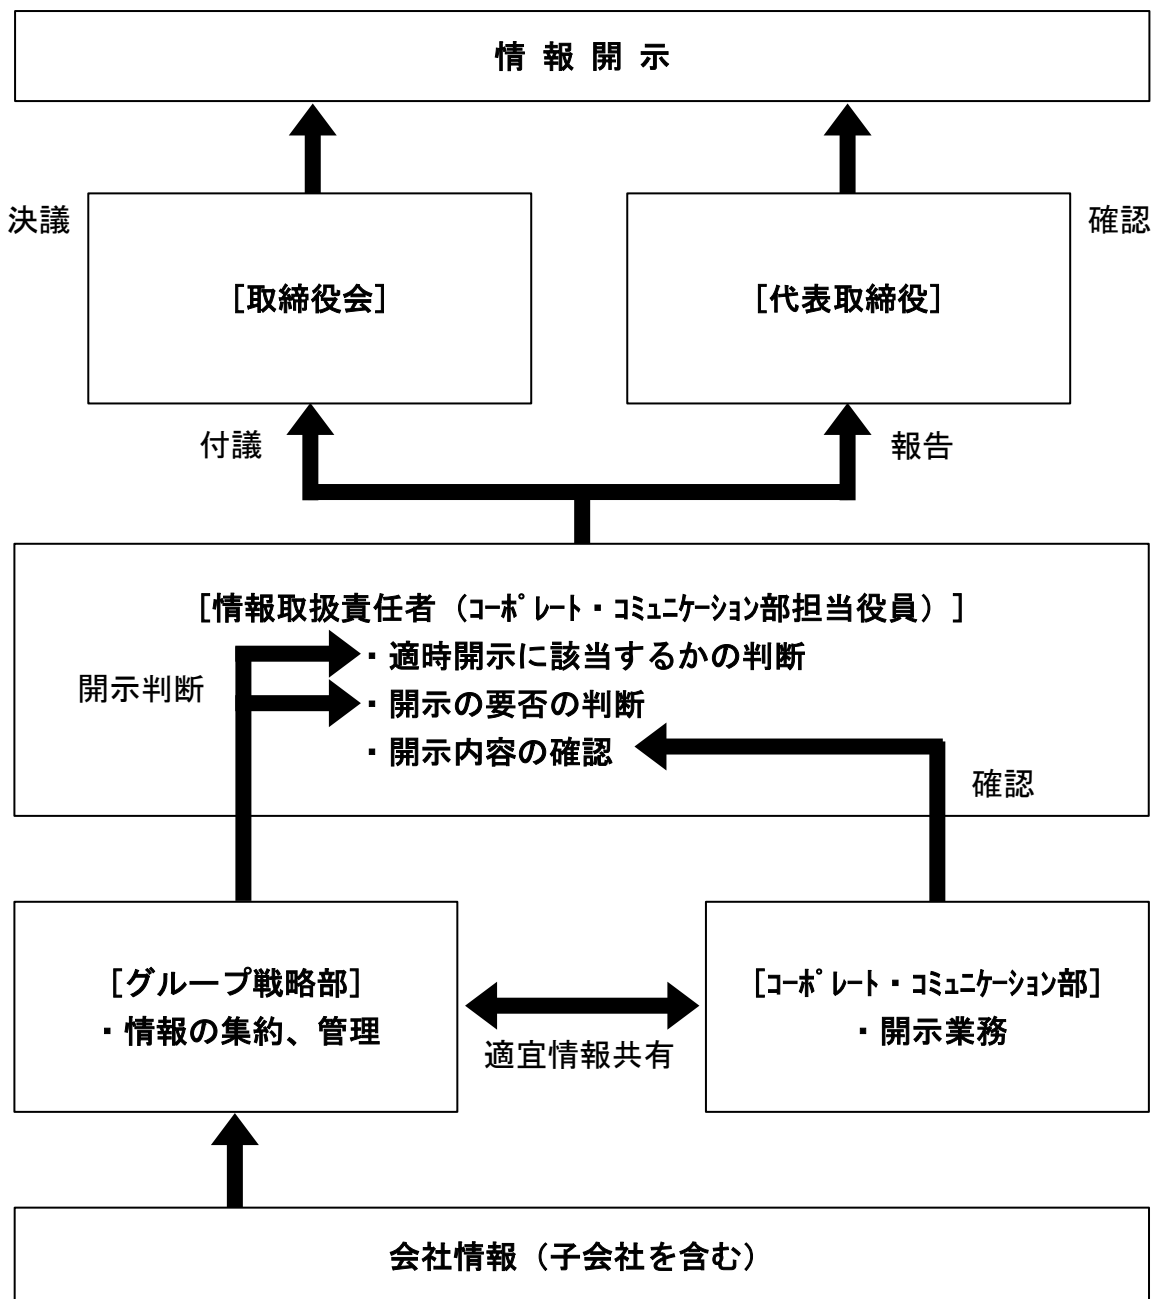 情報開示
決議
確認
［取締役会］
［代表取締役］
付議
報告
［情報取扱責任者（ｺｰﾎﾟﾚｰﾄ・ｺﾐｭﾆｹｰｼｮﾝ部担当役員）］
・適時開示に該当するかの判断
開示判断
・開示の要否の判断
・開示内容の確認
確認
［グループ戦略部］
・情報の集約、管理
［ｺｰﾎﾟﾚｰﾄ・ｺﾐｭﾆｹｰｼｮﾝ部］
・開示業務
適宜情報共有
会社情報（子会社を含む）